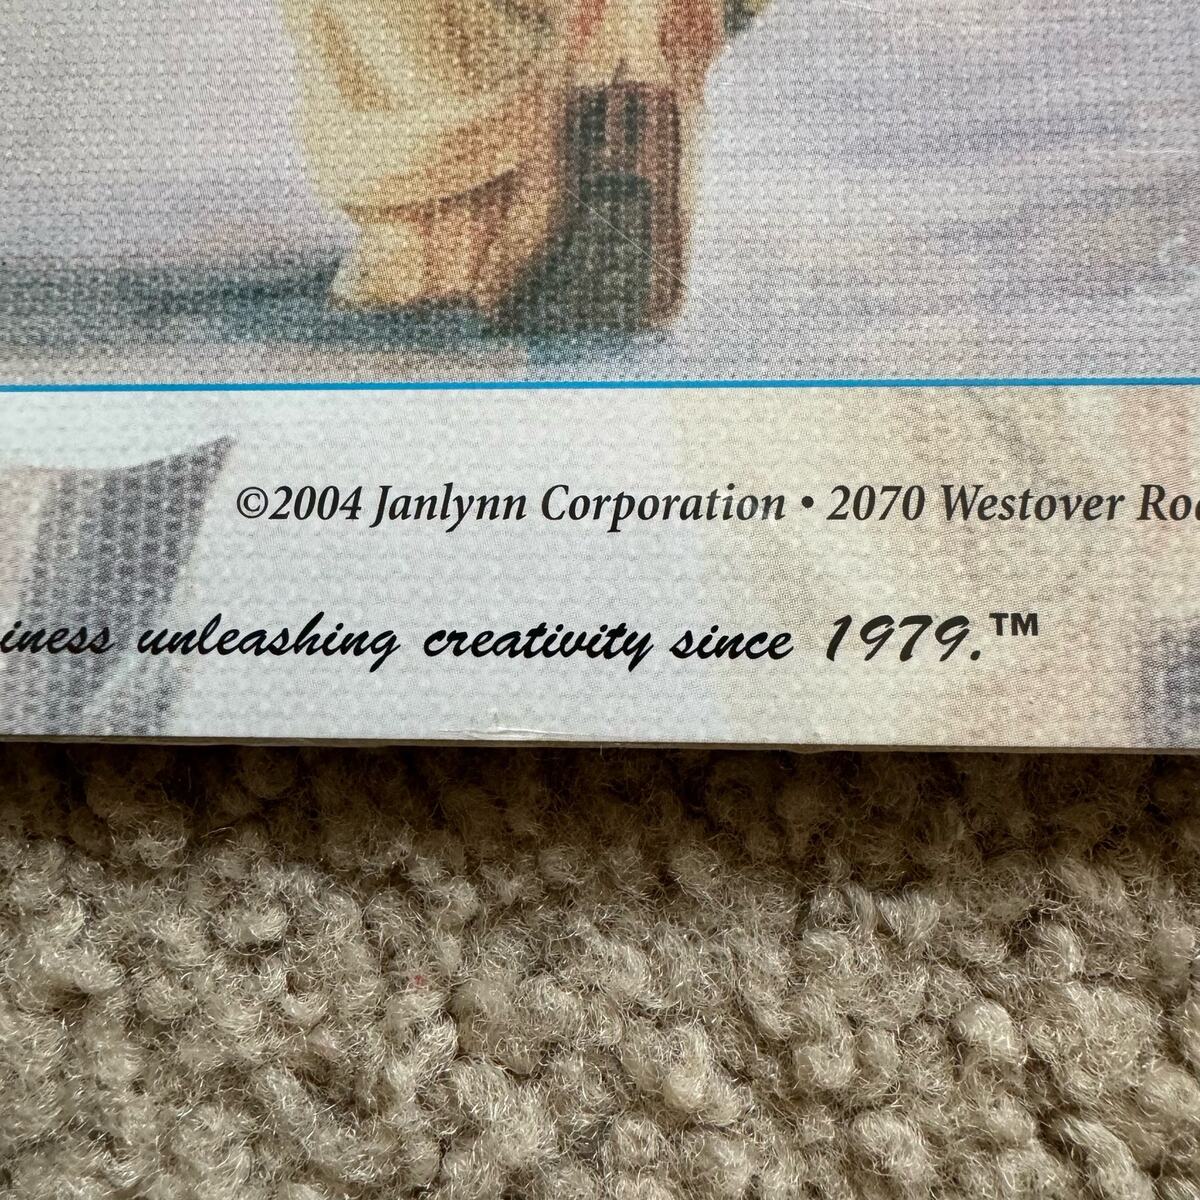 ©2004 Janlynn Corporation • 2070 Westover
unleashing creativity since 1979.™